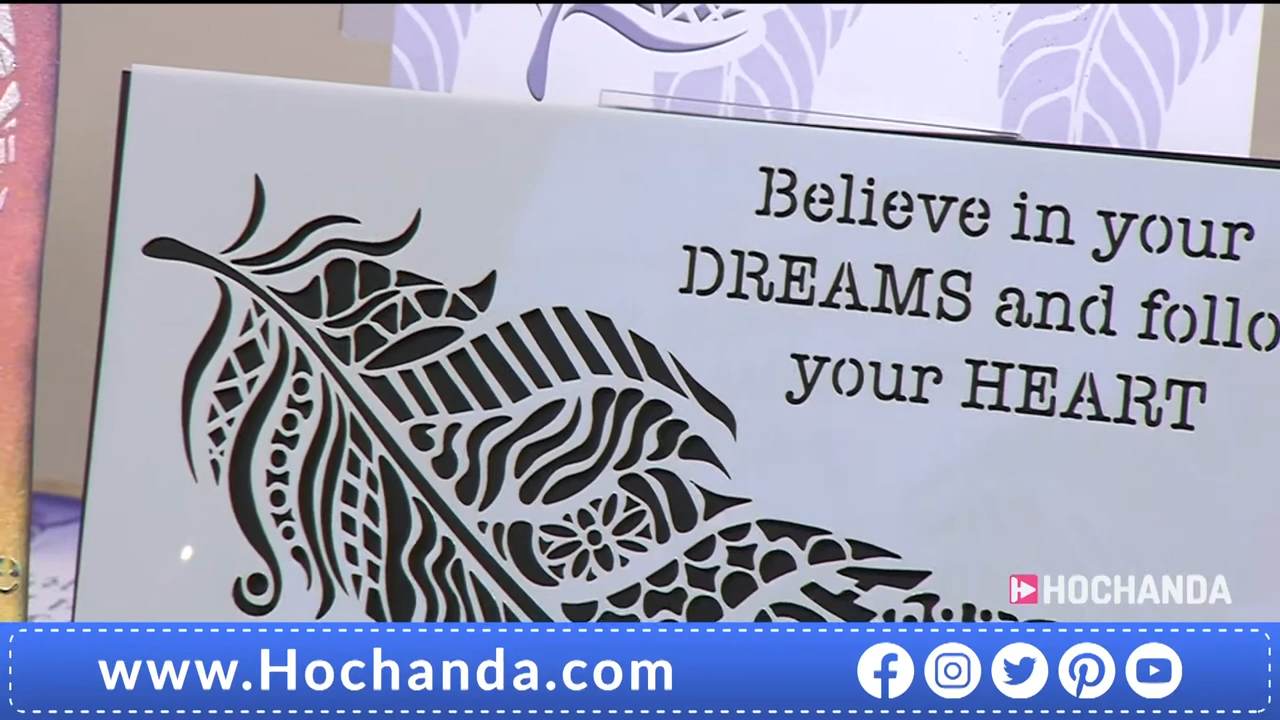 Believe in your
DREAMS and follo
your HEART
HOCHANDA
www.Hochanda.com